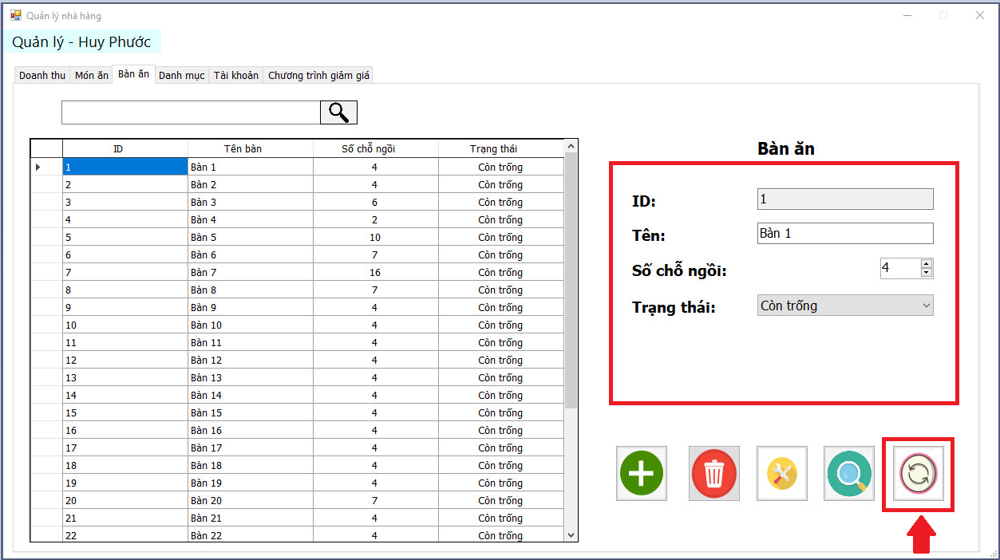 Quản lý nhà hàng
Quản lý - Huy Phước
Doanh thu Món ăn Bàn ăn Danh mục Tài khoản Chương trình giảm giá
ID Tên bàn Số chỗ ngồi Trạng thái
1 Bàn 1 4 Còn trống
2 Bàn 2 4 Còn trống
3 Bàn 3 6 Còn trống
4 Bàn 4 2 Còn trống
5 Bàn 5 10 Còn trống
6 Bàn 6 7 Còn trống
7 Bàn 7 16 Còn trống
8 Bàn 8 7 Còn trống
9 Bàn 9 4 Còn trống
10 Bàn 10 4 Còn trống
11 Bàn 11 4 Còn trống
12 Bàn 12 4 Còn trống
13 Bàn 13 4 Còn trống
14 Bàn 14 4 Còn trống
15 Bàn 15 4 Còn trống
16 Bàn 16 4 Còn trống
17 Bàn 17 4 Còn trống
18 Bàn 18 4 Còn trống
19 Bàn 19 4 Còn trống
20 Bàn 20 7 Còn trống
21 Bàn 21 4 Còn trống
22 Bàn 22 4 Còn trống
Bàn ăn
ID: 1
Tên: Bàn 1
Số chỗ ngồi: 4
Trạng thái: Còn trống